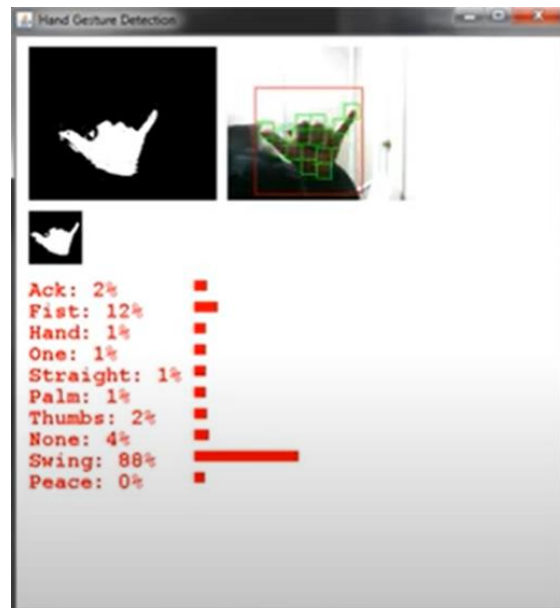 Hand Gesture Detection
Ack: 2%
Fist: 12%
Hand: 1%
One: 1%
Straight: 1%
Palm: 1%
Thumbs: 2%
None: 4%
Swing: 88%
Peace: 0%